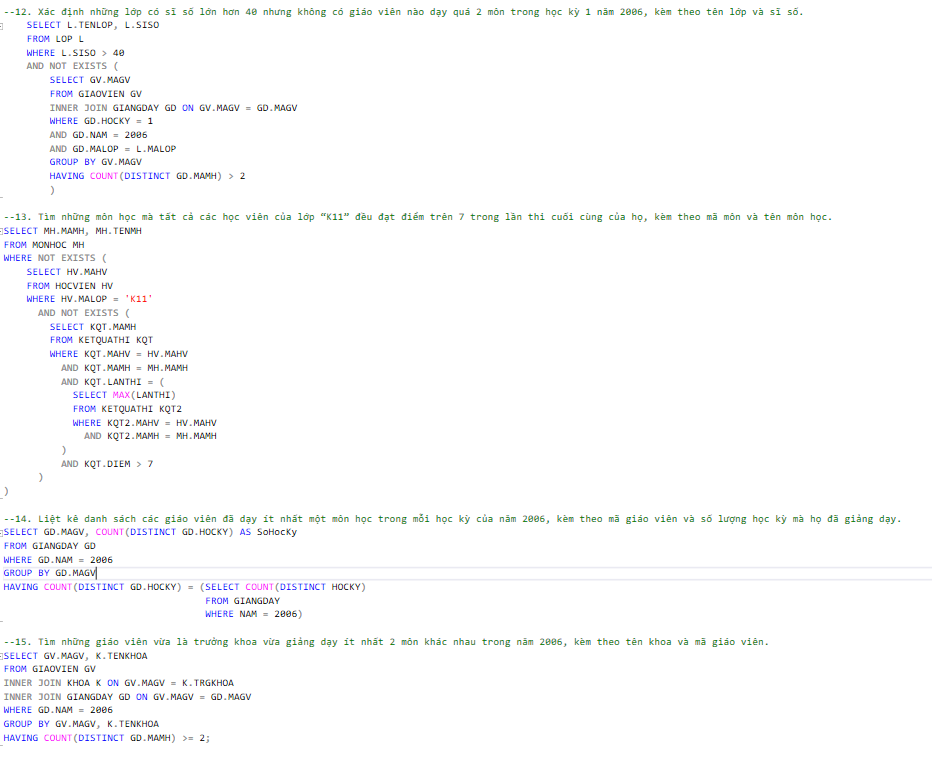 --12. Xác định những lớp có sĩ số lớn hơn 40 nhưng không có giáo viên nào dạy quá 2 môn trong học kỳ 1 năm 2006, kèm theo tên lớp và sĩ số.
SELECT L.TENLOP, L.SISO
FROM LOP L
WHERE L.SISO > 40
AND NOT EXISTS (
SELECT GV.MAGV
FROM GIAOVIEN GV
INNER JOIN GIANGDAY GD ON GV.MAGV = GD.MAGV
WHERE GD.HOCKY = 1
AND GD.NAM = 2006
AND GD.MALOP = L.MALOP
GROUP BY GV.MAGV
HAVING COUNT(DISTINCT GD.MAMH) > 2
)
--13. Tìm những môn học mà tất cả các học viên của lớp “K11” đều đạt điểm trên 7 trong lần thi cuối cùng của họ, kèm theo mã môn và tên môn học.
SELECT MH.MAMH, MH.TENMH
FROM MONHOC MH
WHERE NOT EXISTS (
SELECT HV.MAHV
FROM HOCVIEN HV
WHERE HV.MALOP = 'K11'
AND NOT EXISTS (
SELECT KQT.MAMH
FROM KETQUATHI KQT
WHERE KQT.MAHV = HV.MAHV
AND KQT.MAMH = MH.MAMH
AND KQT.LANTHI = (
SELECT MAX(LANTHI)
FROM KETQUATHI KQT2
WHERE KQT2.MAHV = HV.MAHV
AND KQT2.MAMH = MH.MAMH
)
AND KQT.DIEM > 7
)
)
--14. Liệt kê danh sách các giáo viên đã dạy ít nhất một môn học trong mỗi học kỳ của năm 2006, kèm theo mã giáo viên và số lượng học kỳ mà họ đã giảng dạy.
SELECT GD.MAGV, COUNT(DISTINCT GD.HOCKY) AS SoHocKy
FROM GIANGDAY GD
WHERE GD.NAM = 2006
GROUP BY GD.MAGV
HAVING COUNT(DISTINCT GD.HOCKY) = (SELECT COUNT(DISTINCT HOCKY)
FROM GIANGDAY
WHERE NAM = 2006)
--15. Tìm những giáo viên vừa là trưởng khoa vừa giảng dạy ít nhất 2 môn khác nhau trong năm 2006, kèm theo tên khoa và mã giáo viên.
SELECT GV.MAGV, K.TENKHOA
FROM GIAOVIEN GV
INNER JOIN KHOA K ON GV.MAGV = K.TRGKHOA
INNER JOIN GIANGDAY GD ON GV.MAGV = GD.MAGV
WHERE GD.NAM = 2006
GROUP BY GV.MAGV, K.TENKHOA
HAVING COUNT(DISTINCT GD.MAMH) >= 2;